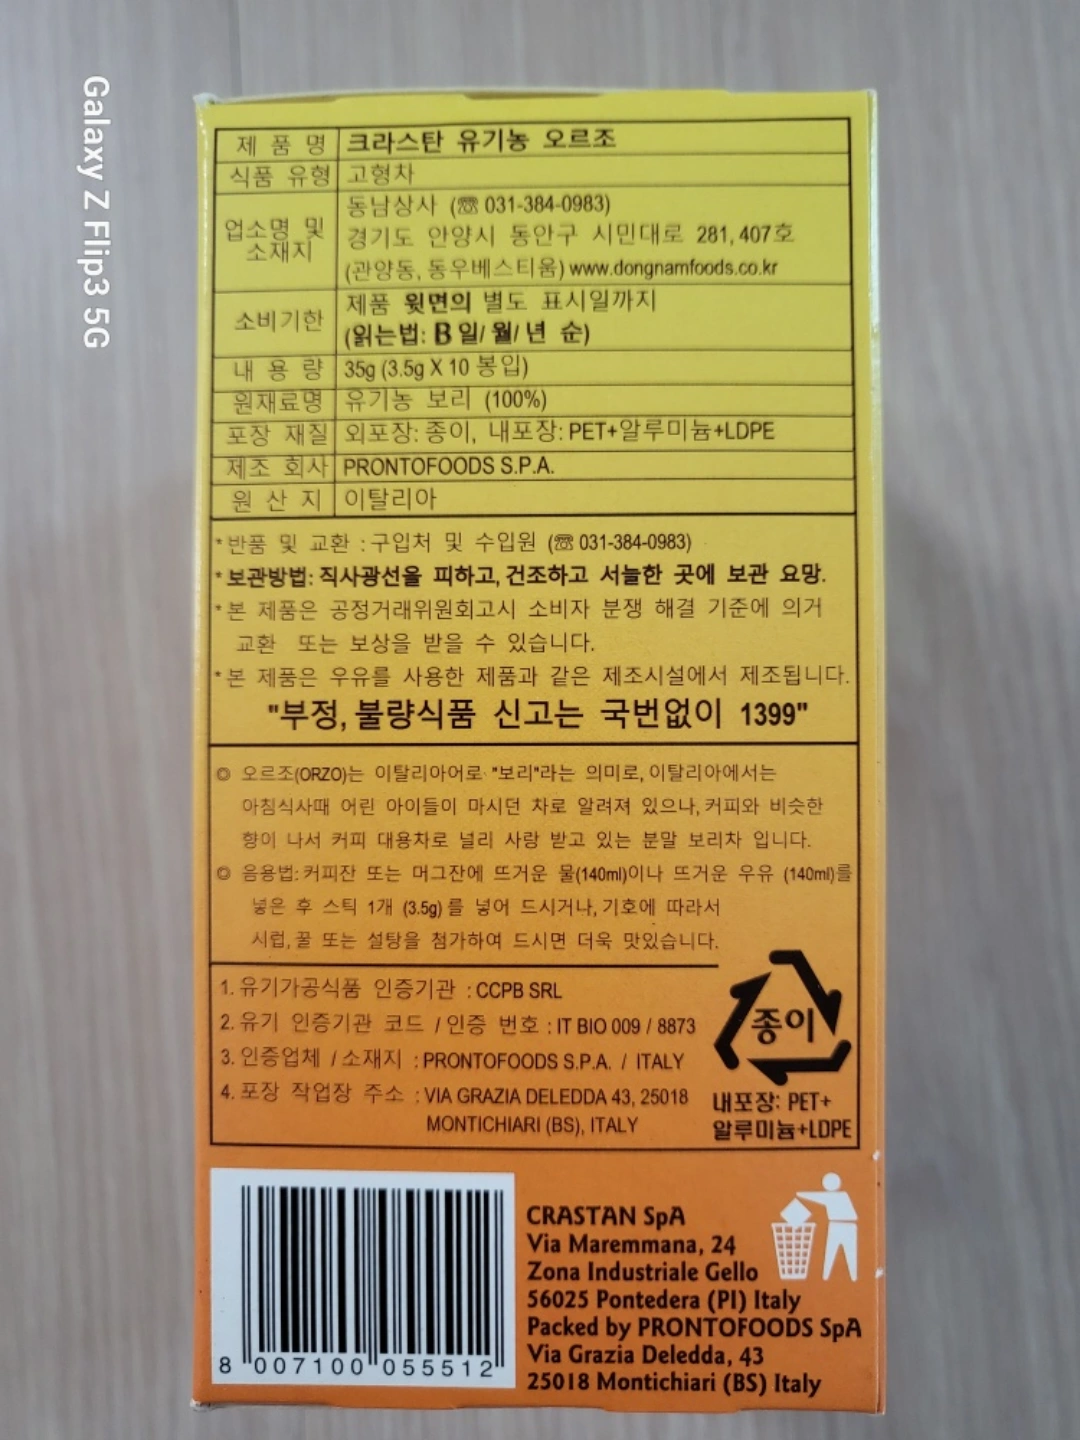 Galaxy Z Flip3 5G
제 품 명 크라스탄 유기농 오르조
식품 유형 고형차
업소명 및 소재지 동남상사 (☏ 031-384-0983)
경기도 안양시 동안구 시민대로 281, 407호
(관양동, 동우베스티움) www.dongnamfoods.co.kr
소비기한 제품 윗면의 별도 표시일까지
(읽는법: B 일/ 월/ 년 순)
내 용 량 35g (3.5g X 10 봉입)
원재료명 유기농 보리 (100%)
포장 재질 외포장: 종이, 내포장: PET+알루미늄+LDPE
제조 회사 PRONTOFOODS S.P.A.
원 산 지 이탈리아
* 반품 및 교환 : 구입처 및 수입원 (☏ 031-384-0983)
* 보관방법: 직사광선을 피하고, 건조하고 서늘한 곳에 보관 요망.
* 본 제품은 공정거래위원회고시 소비자 분쟁 해결 기준에 의거
교환 또는 보상을 받을 수 있습니다.
* 본 제품은 우유를 사용한 제품과 같은 제조시설에서 제조됩니다.
"부정, 불량식품 신고는 국번없이 1399"
◎ 오르조(ORZO)는 이탈리아어로 "보리"라는 의미로, 이탈리아에서는
아침식사때 어린 아이들이 마시던 차로 알려져 있으나, 커피와 비슷한
향이 나서 커피 대용차로 널리 사랑 받고 있는 분말 보리차 입니다.
◎ 음용법: 커피잔 또는 머그잔에 뜨거운 물(140ml)이나 뜨거운 우유 (140ml)를
넣은 후 스틱 1개 (3.5g) 를 넣어 드시거나, 기호에 따라서
시럽, 꿀 또는 설탕을 첨가하여 드시면 더욱 맛있습니다.
1. 유기가공식품 인증기관 : CCPB SRL
2. 유기 인증기관 코드 / 인증 번호 : IT BIO 009 / 8873
3. 인증업체 / 소재지 : PRONTOFOODS S.P.A. / ITALY
4. 포장 작업장 주소 : VIA GRAZIA DELEDDA 43, 25018
MONTICHIARI (BS), ITALY
종이
내포장: PET+
알루미늄+LDPE
8 007100 055512
CRASTAN SpA
Via Maremmana, 24
Zona Industriale Gello
56025 Pontedera (PI) Italy
Packed by PRONTOFOODS SpA
Via Grazia Deledda, 43
25018 Montichiari (BS) Italy